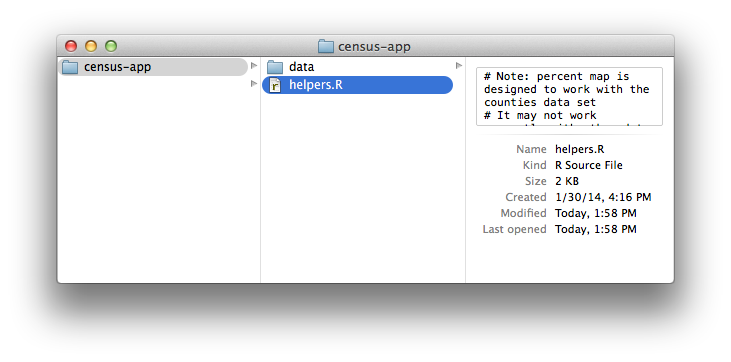 census-app
census-app
data
helpers.R
# Note: percent map is
designed to work with the
counties data set
# It may not work
Name helpers.R
Kind R Source File
Size 2 KB
Created 1/30/14, 4:16 PM
Modified Today, 1:58 PM
Last opened Today, 1:58 PM